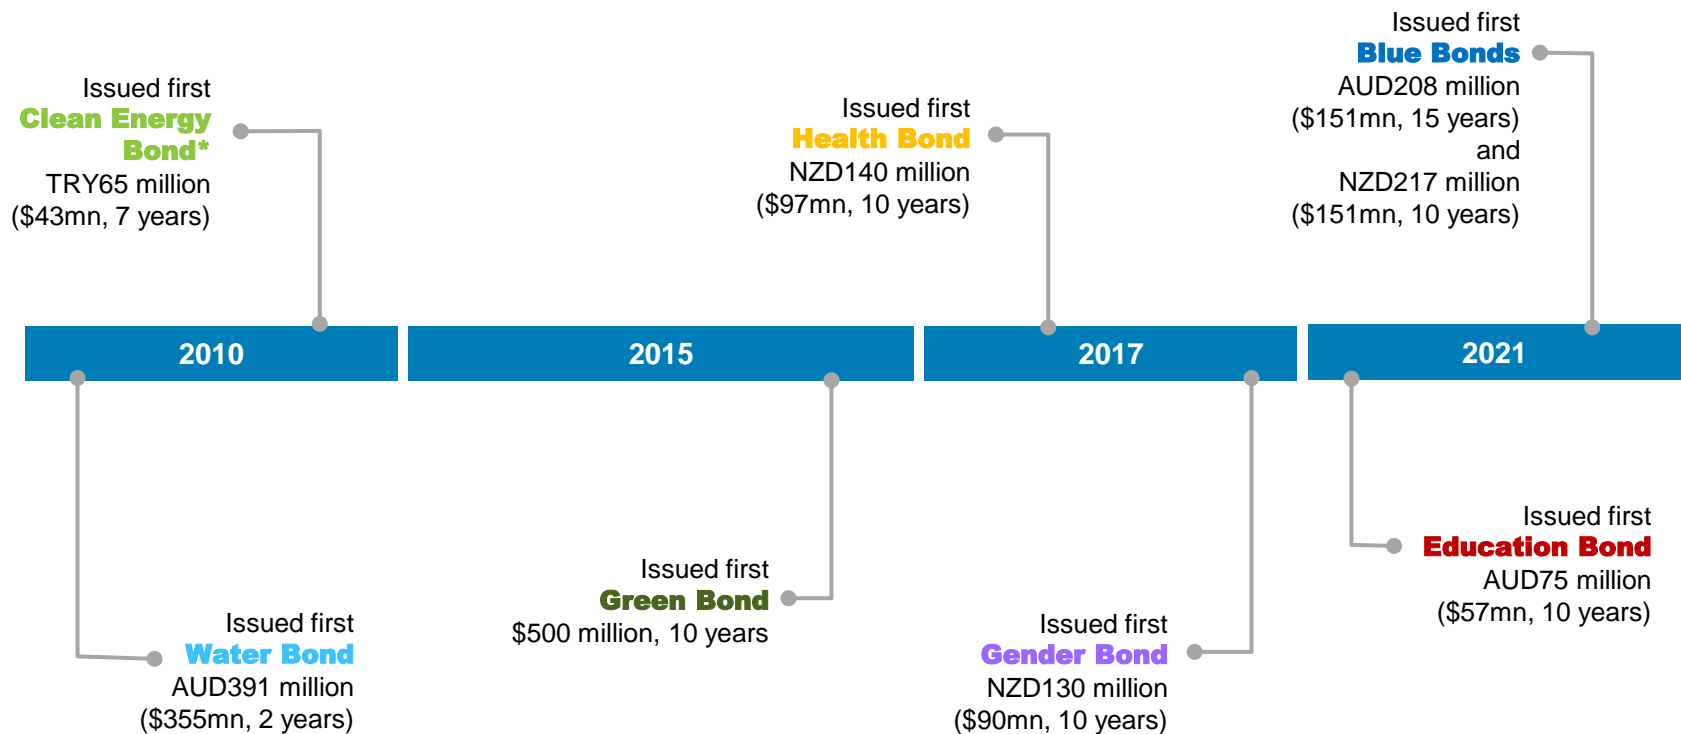 Issued first
Clean Energy
Bond*
TRY65 million
($43mn, 7 years)
Issued first
Health Bond
NZD140 million
($97mn, 10 years)
Issued first
Blue Bonds
AUD208 million
($151mn, 15 years)
and
NZD217 million
($151mn, 10 years)
2010
2015
2017
2021
Issued first
Water Bond
AUD391 million
($355mn, 2 years)
Issued first
Green Bond
$500 million, 10 years
Issued first
Gender Bond
NZD130 million
($90mn, 10 years)
Issued first
Education Bond
AUD75 million
($57mn, 10 years)